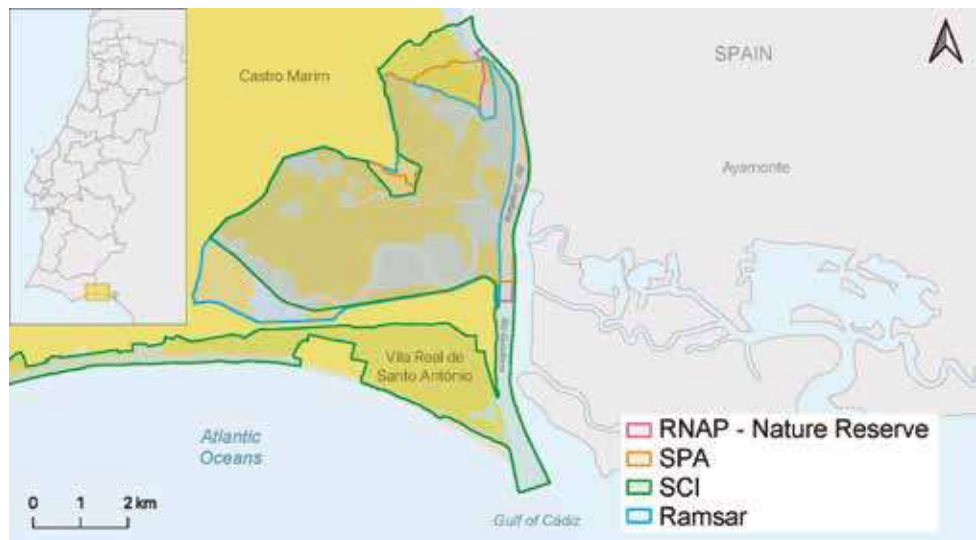 SPAIN
Castro Marim
Ayamonte
Vila Real de
Santo António
Atlantic
Oceans
Gulf of Cádiz
0 1 2 km
RNAP - Nature Reserve
SPA
SCI
Ramsar